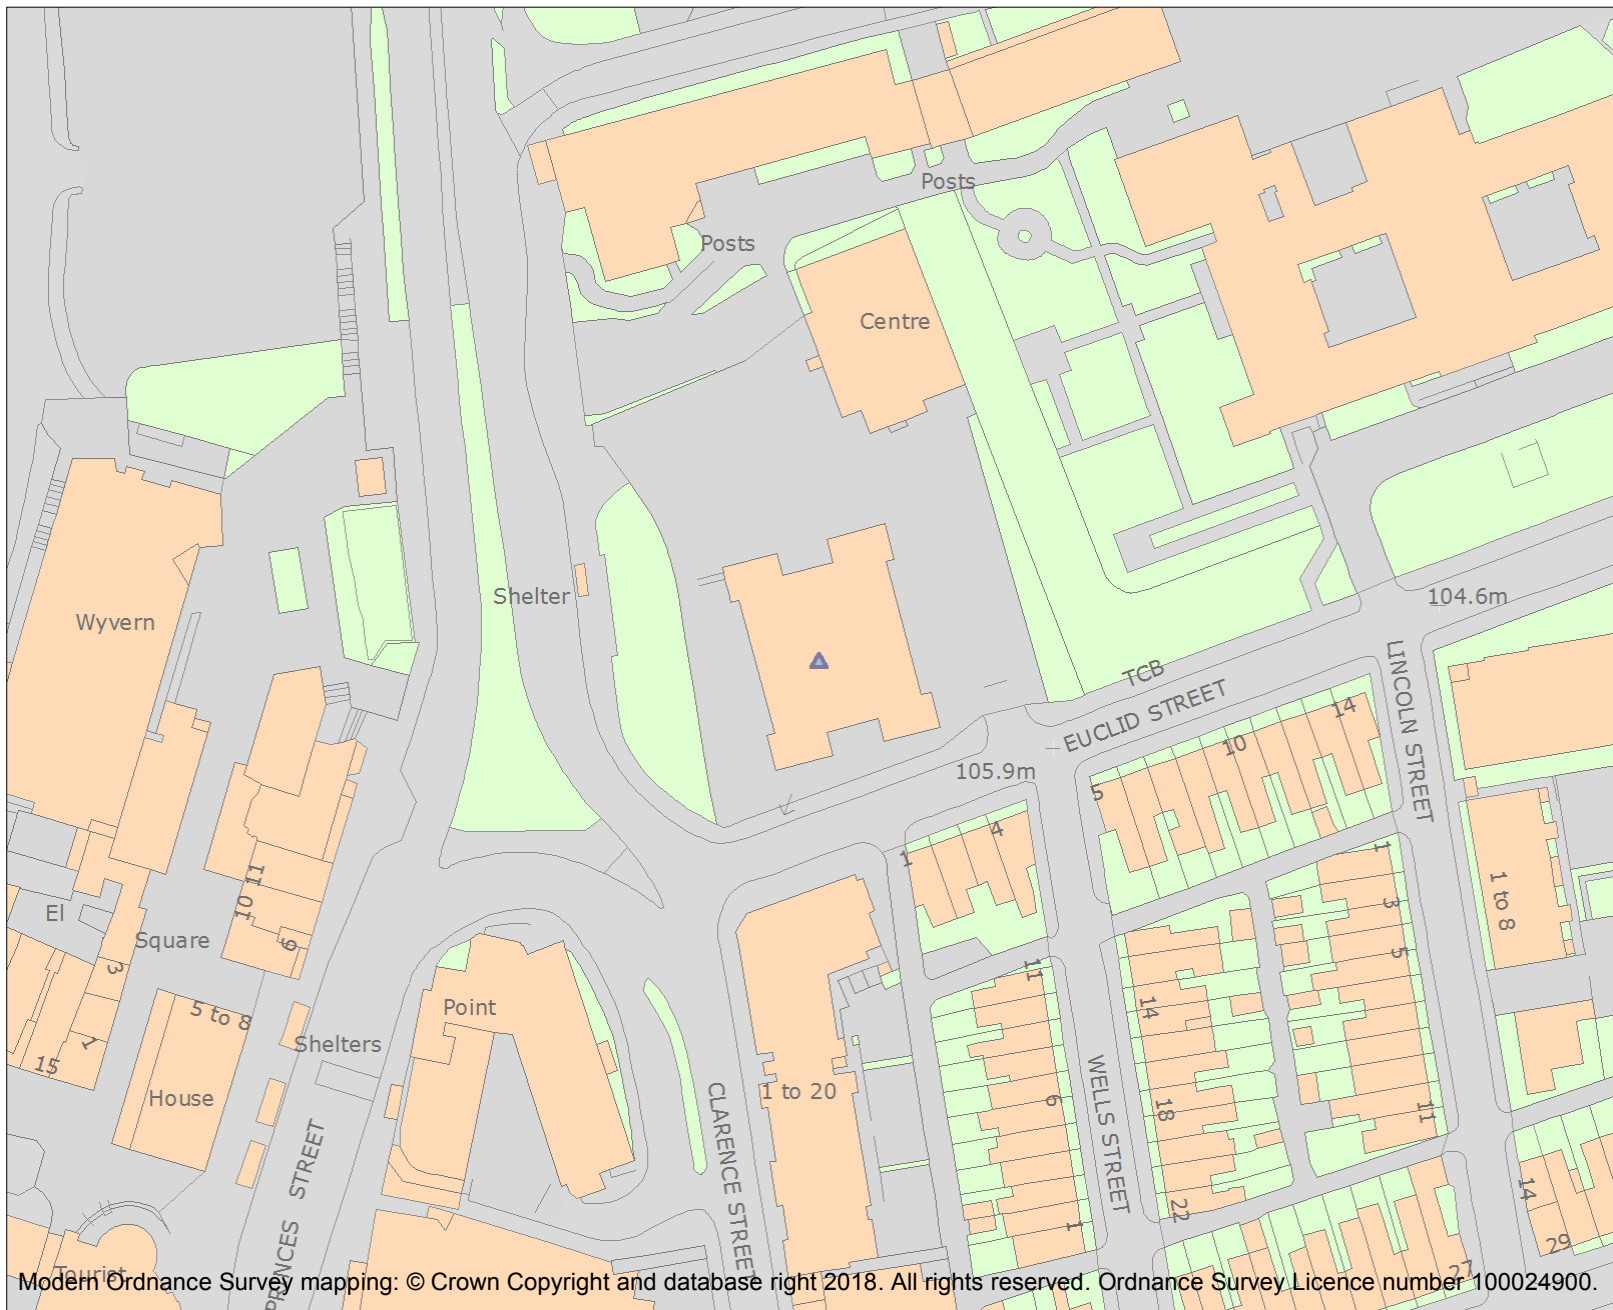 Posts
Posts
Centre
Shelter
104.6m
Wyvern
TCB
EUCLID STREET
LINCOLN STREET
14
10
5
105.9m
4
1
1
10 11
1 to 8
3
El
Square
9
5
3
11
14
Point
5 to 8
Shelters
1
15
House
1 to 20
CLARENCE STREET
WELLS STREET
6
18
11
PRINCES STREET
14
22
1
29
27
Tourist
Modern Ordnance Survey mapping: © Crown Copyright and database right 2018. All rights reserved. Ordnance Survey Licence number 100024900.